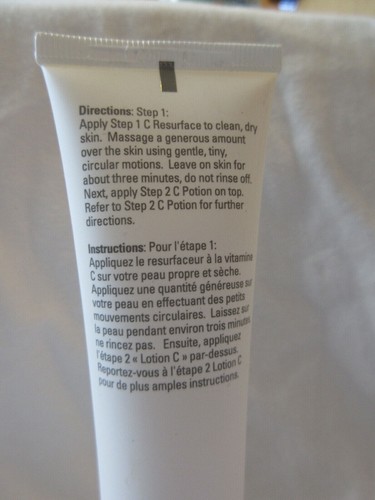 Directions: Step 1:
Apply Step 1 C Resurface to clean, dry
skin. Massage a generous amount
over the skin using gentle, tiny,
circular motions. Leave on skin for
about three minutes, do not rinse off.
Next, apply Step 2 C Potion on top.
Refer to Step 2 C Potion for further
directions.
Instructions: Pour l'étape 1:
Appliquez le resurfaceur à la vitamine
C sur votre peau propre et sèche.
Appliquez une quantité généreuse sur
votre peau en effectuant des petits
mouvements circulaires. Laissez sur
la peau pendant environ trois minutes,
ne rincez pas. Ensuite, appliquez
l'étape 2 « Lotion C » par-dessus.
Reportez-vous à l'étape 2 Lotion C
pour de plus amples instructions.